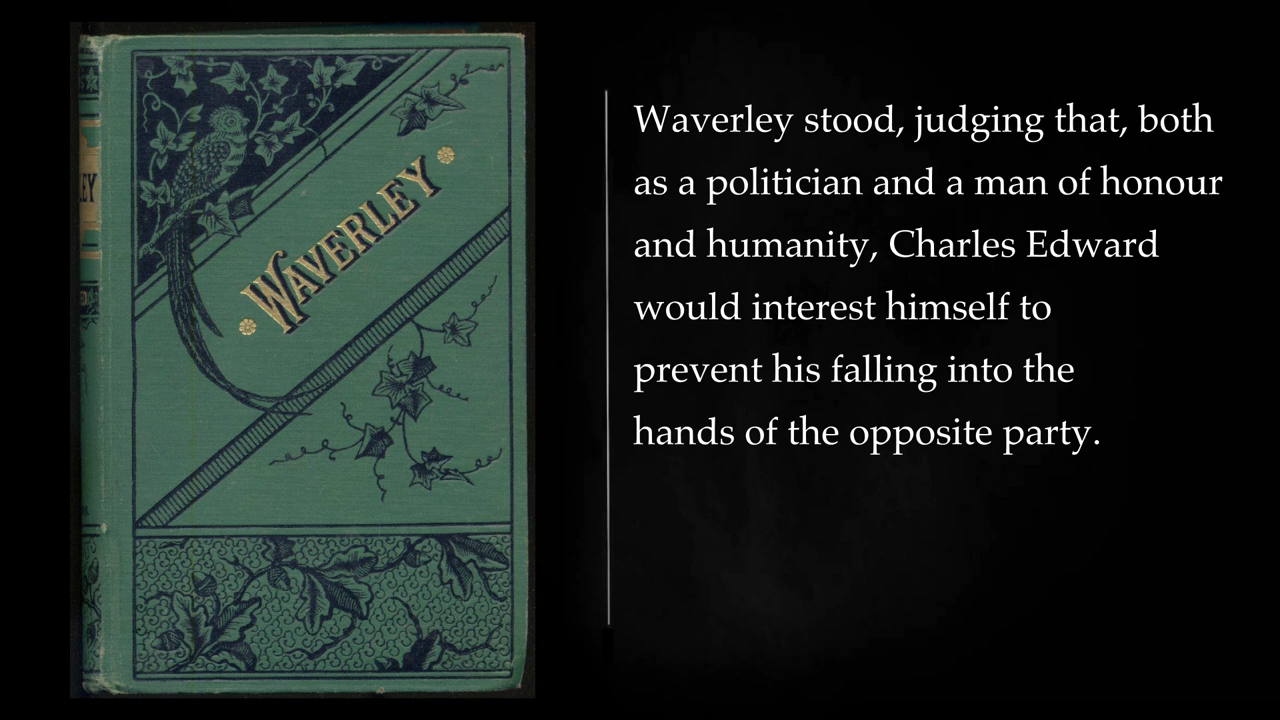 WAVERLEY
EY
Waverley stood, judging that, both
as a politician and a man of honour
and humanity, Charles Edward
would interest himself to
prevent his falling into the
hands of the opposite party.